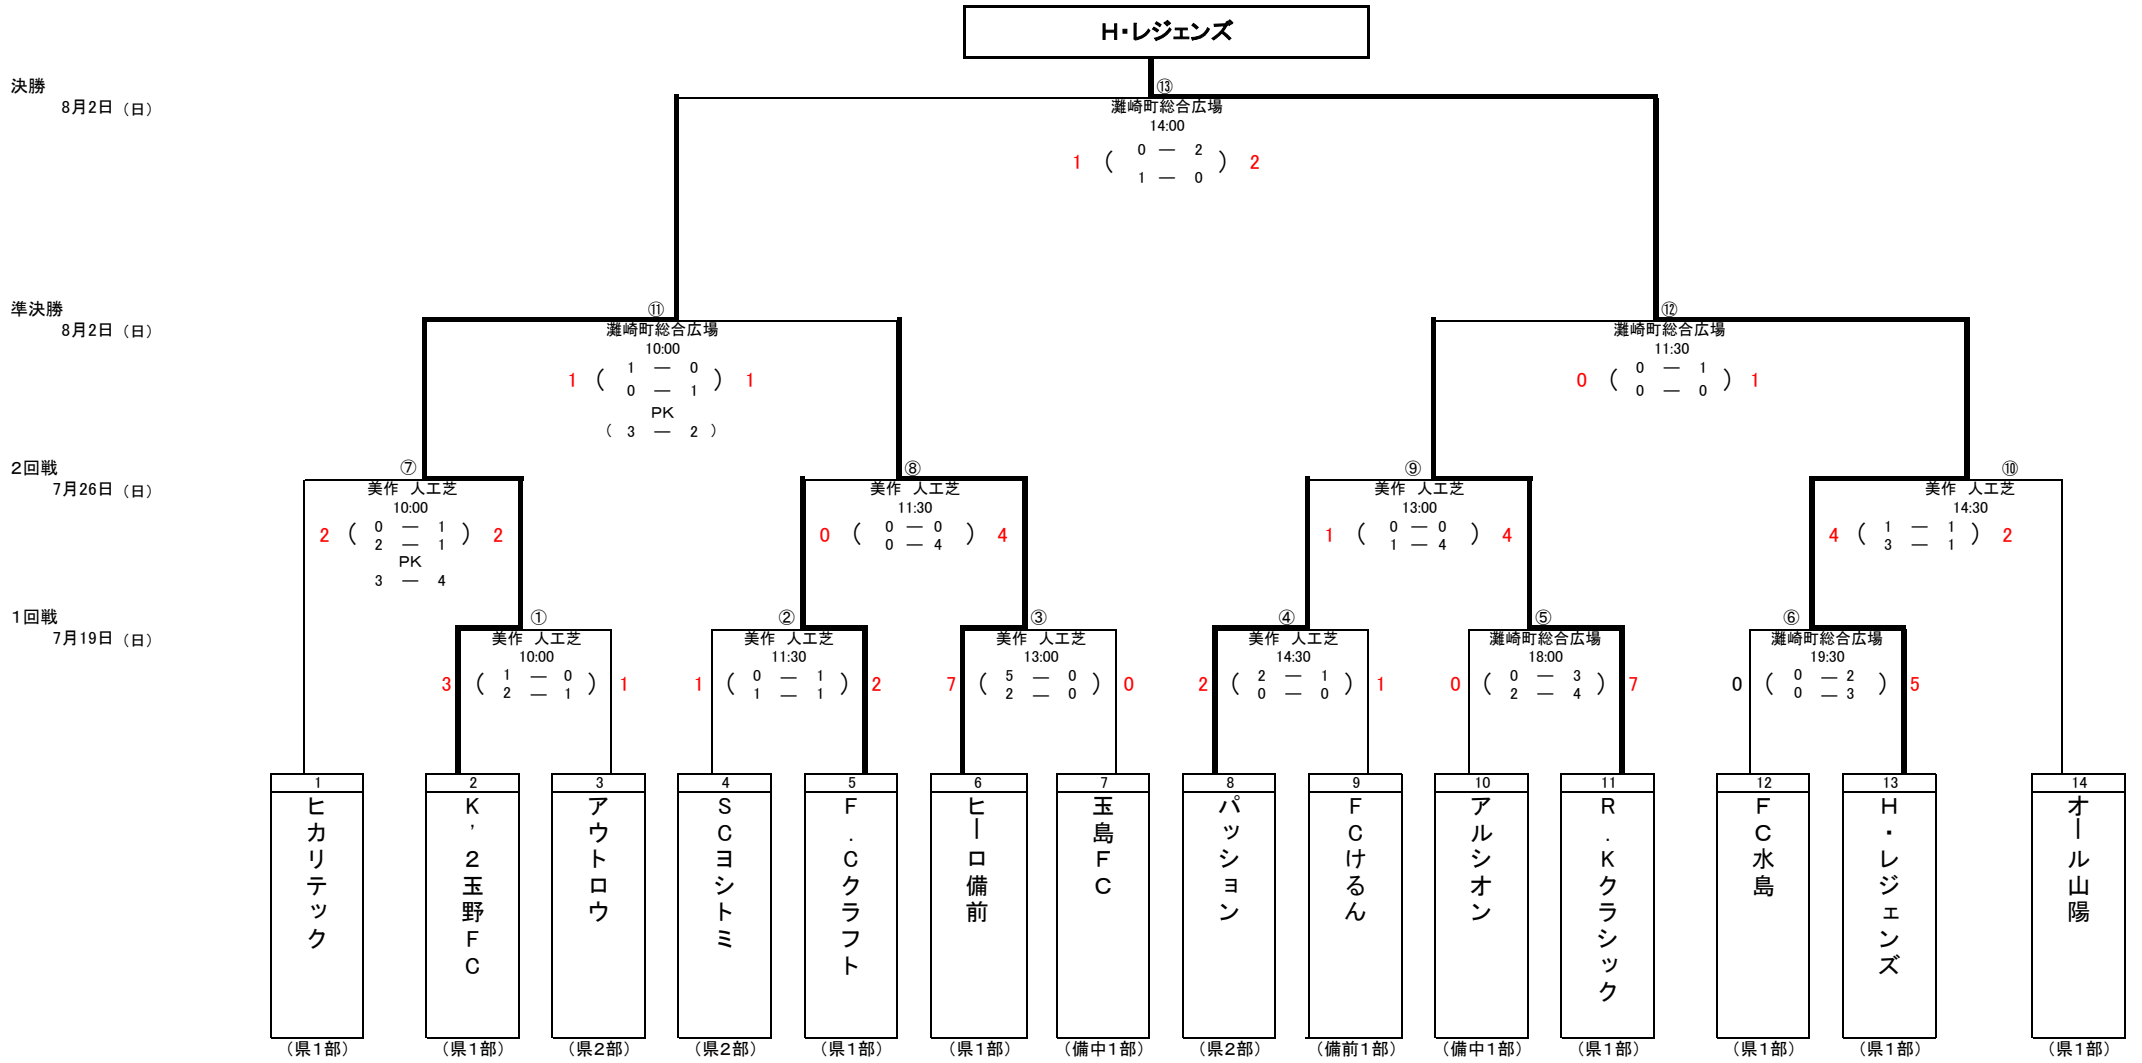 H・レジェンズ
決勝
8月2日（日）
⑬
灘崎町総合広場
14:00
1 （ 0 ― 2 ） 2
1 ― 0
準決勝
8月2日（日）
⑪
灘崎町総合広場
10:00
1 （ 1 ― 0 ） 1
0 ― 1
PK
（ 3 ― 2 ）
⑫
灘崎町総合広場
11:30
0 （ 0 ― 1 ） 1
0 ― 0
２回戦
7月26日（日）
⑦
美作 人工芝
10:00
2 （ 0 ― 1 ） 2
2 ― 1
PK
3 ― 4
⑧
美作 人工芝
11:30
0 （ 0 ― 0 ） 4
0 ― 4
⑨
美作 人工芝
13:00
1 （ 0 ― 0 ） 4
1 ― 4
⑩
美作 人工芝
14:30
4 （ 1 ― 1 ） 2
3 ― 1
１回戦
7月19日（日）
①
美作 人工芝
10:00
3 （ 1 ― 0 ） 1
2 ― 1
②
美作 人工芝
11:30
1 （ 0 ― 1 ） 2
1 ― 1
③
美作 人工芝
13:00
7 （ 5 ― 0 ） 0
2 ― 0
④
美作 人工芝
14:30
2 （ 2 ― 1 ） 1
0 ― 0
⑤
灘崎町総合広場
18:00
0 （ 0 ― 3 ） 7
2 ― 4
⑥
灘崎町総合広場
19:30
0 （ 0 ― 2 ） 5
0 ― 3
1
ヒカリテック
（県１部）
2
K’２玉野FC
（県１部）
3
アウトロウ
（県２部）
4
SCヨシトミ
（県２部）
5
F．Cクラフト
（県１部）
6
ヒーロ備前
（県１部）
7
玉島FC
（備中１部）
8
パッション
（県２部）
9
FCけるん
（備前１部）
10
アルシオン
（備中１部）
11
R．Kクラシック
（県１部）
12
FC水島
（県１部）
13
H・レジェンズ
（県１部）
14
オール山陽
（県１部）